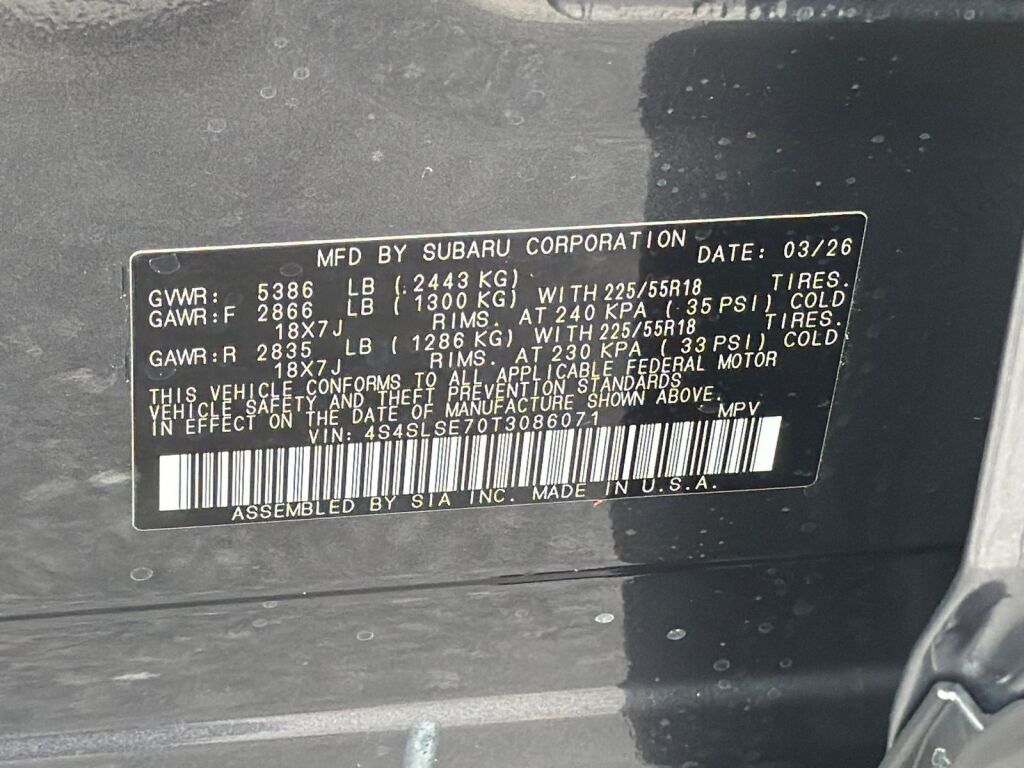 MFD BY SUBARU CORPORATION DATE: 03/26
GVWR: 5386 LB ( 2443 KG)
GAWR:F 2866 LB ( 1300 KG) WITH 225/55R18 TIRES.
18X7J RIMS. AT 240 KPA ( 35 PSI) COLD
GAWR:R 2835 LB ( 1286 KG) WITH 225/55R18 TIRES.
18X7J RIMS. AT 230 KPA ( 33 PSI) COLD
THIS VEHICLE CONFORMS TO ALL APPLICABLE FEDERAL MOTOR
VEHICLE SAFETY AND THEFT PREVENTION STANDARDS
IN EFFECT ON THE DATE OF MANUFACTURE SHOWN ABOVE.
VIN: 4S4SLSE70T3086071 MPV
ASSEMBLED BY SIA INC. MADE IN U.S.A.